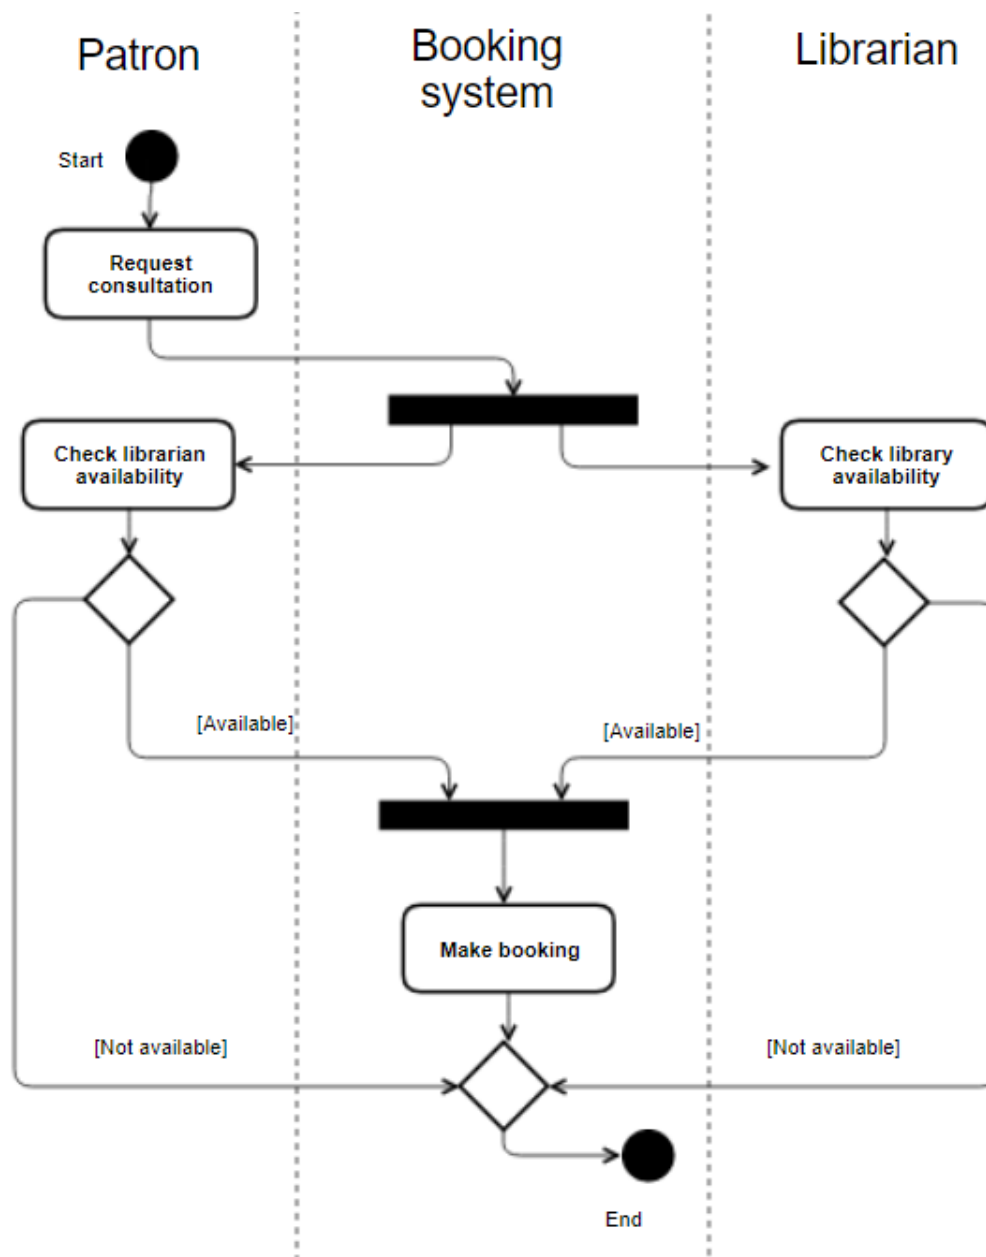 Patron
Booking
system
Librarian
Start
Request
consultation
Check librarian
availability
Check library
availability
[Available]
[Available]
Make booking
[Not available]
[Not available]
End